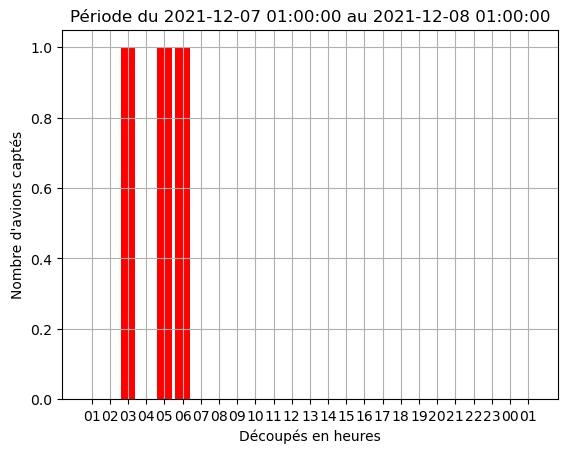 Période du 2021-12-07 01:00:00 au 2021-12-08 01:00:00
Nombre d'avions captés
1.0
0.8
0.6
0.4
0.2
0.0
01 02 03 04 05 06 07 08 09 10 11 12 13 14 15 16 17 18 19 20 21 22 23 00 01
Découpés en heures